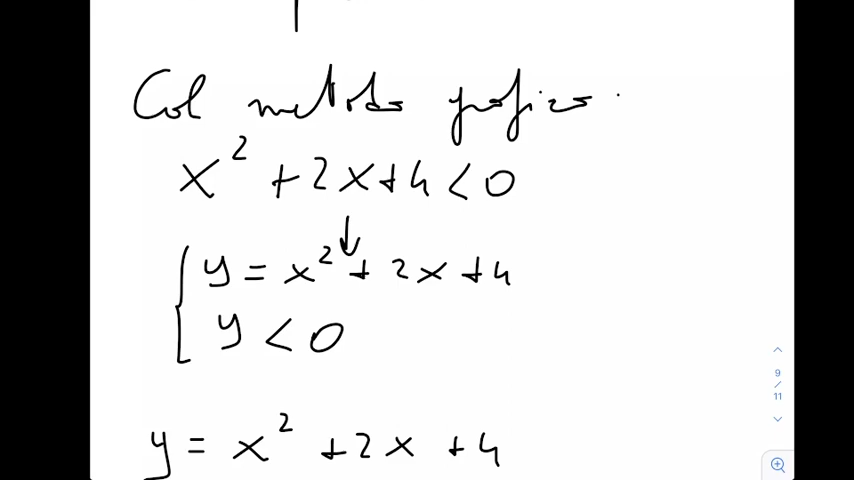 Col metodo grafico.
x² + 2x + 4 < 0
↓
y = x² + 2x + 4
y < 0
y = x² + 2x + 4
9
/
11